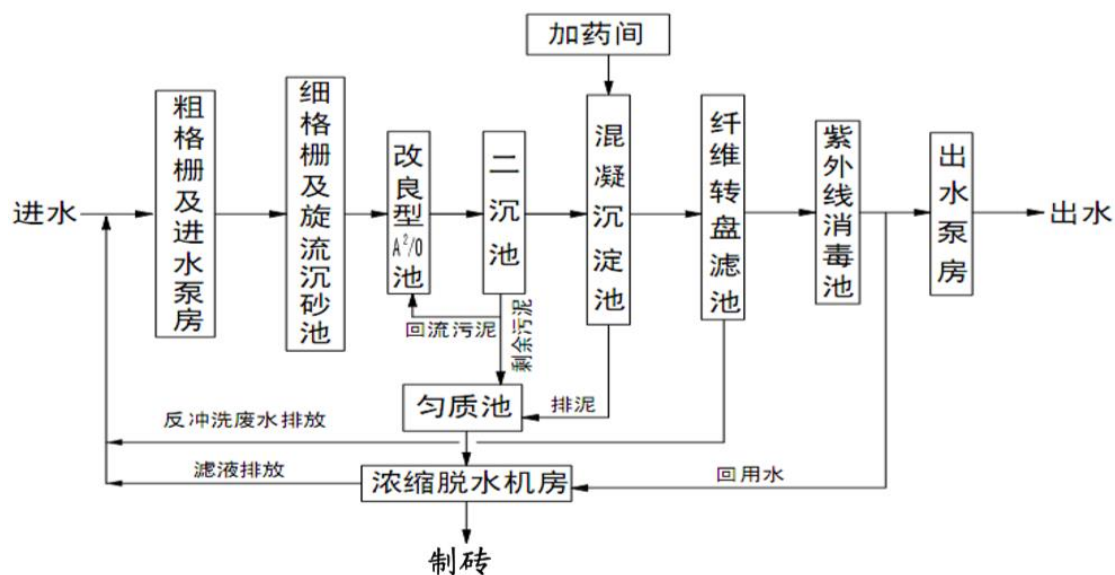 加药间
进水
粗格栅及进水泵房
细格栅及旋流沉砂池
改良型A²/O池
二沉池
混凝沉淀池
纤维转盘滤池
紫外线消毒池
出水泵房
出水
回流污泥
剩余污泥
匀质池
排泥
反冲洗废水排放
滤液排放
浓缩脱水机房
回用水
制砖